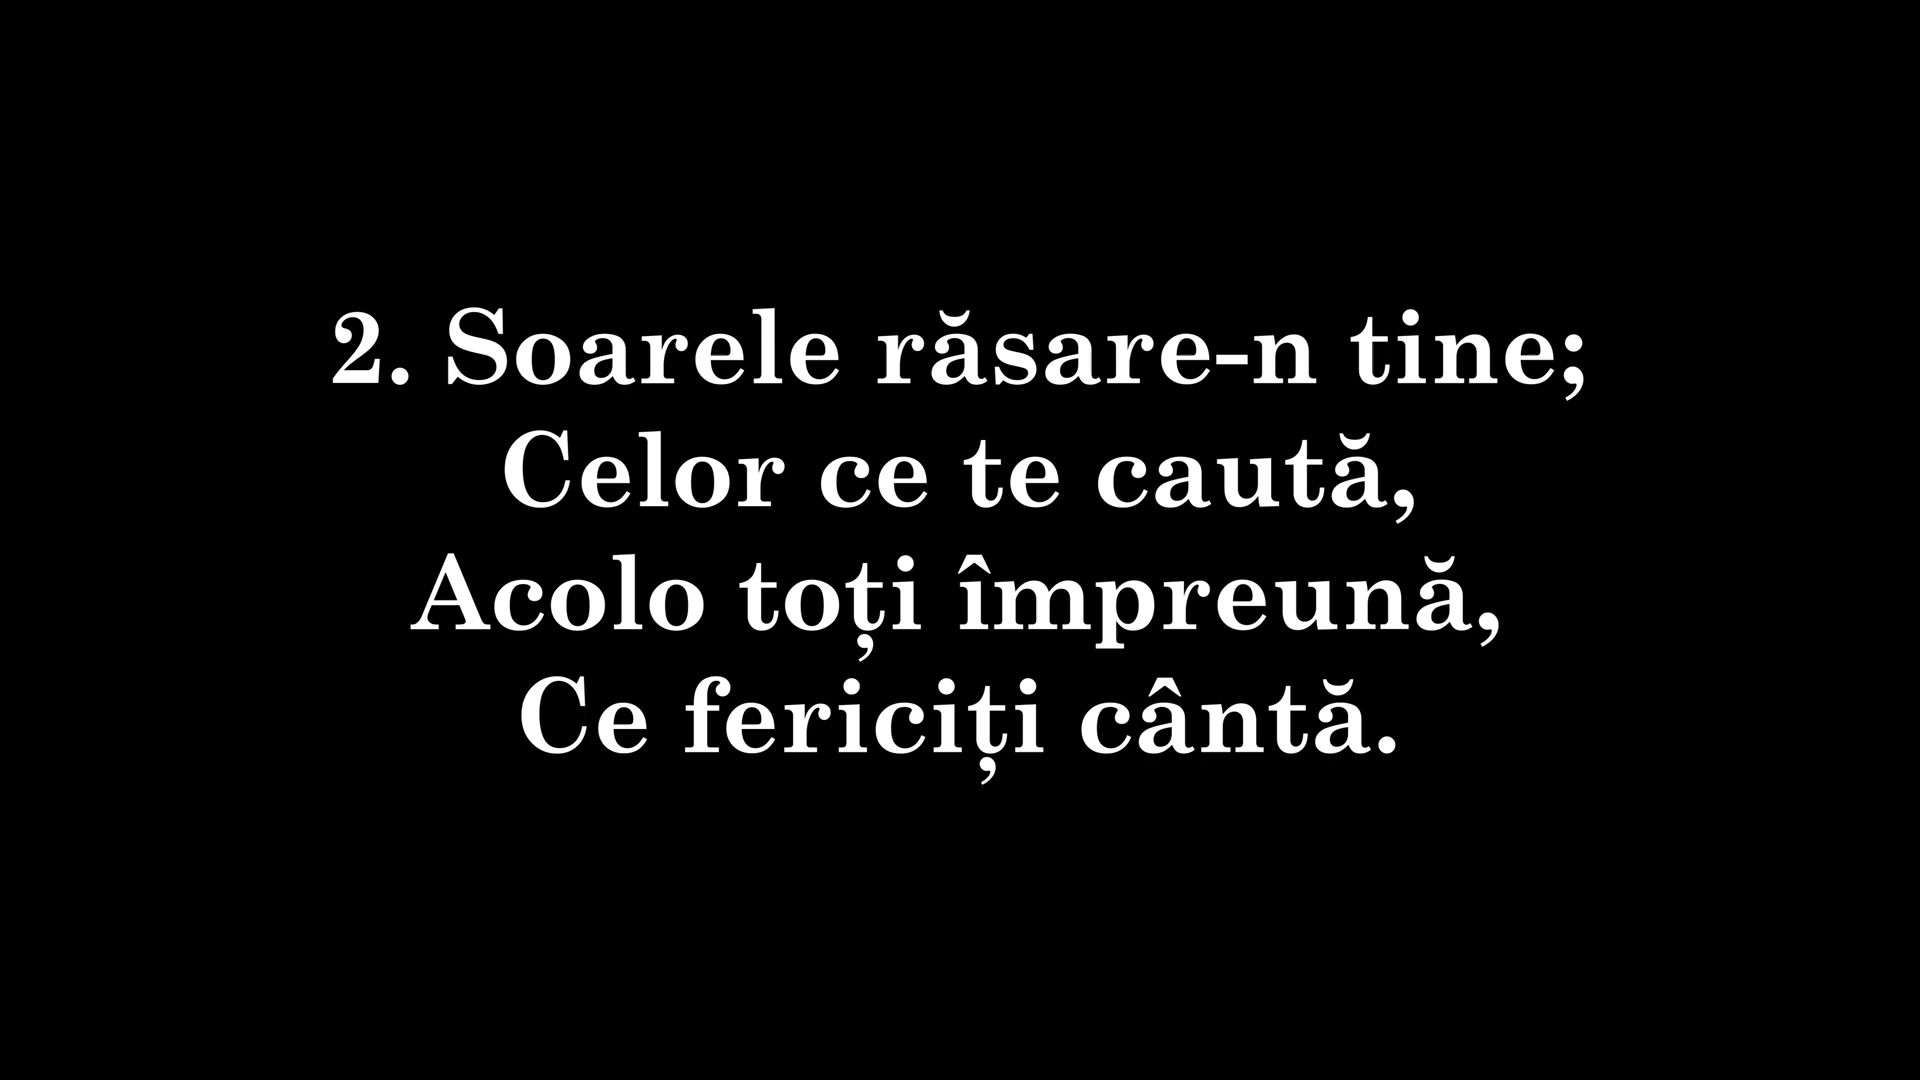 2. Soarele răsare-n tine;
Celor ce te caută,
Acolo toți împreună,
Ce fericiți cântă.